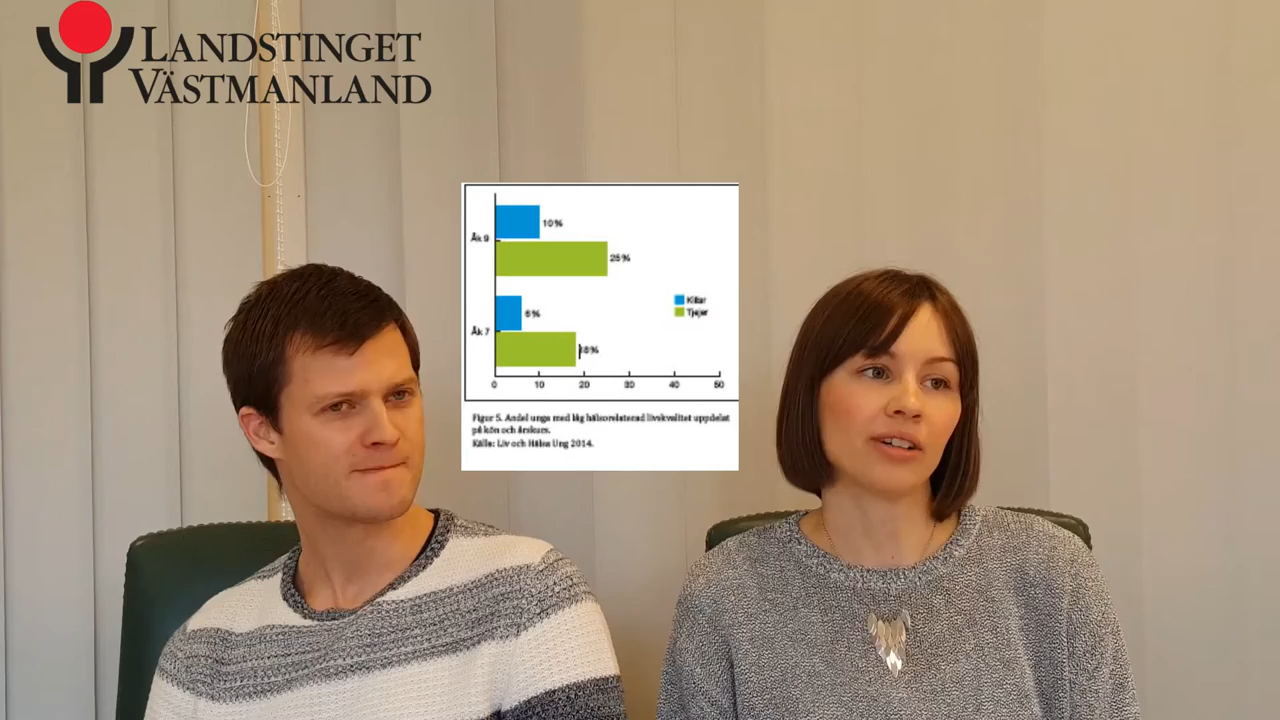 LANDSTINGET
VÄSTMANLAND
10%
Åk 9
25%
Killar
6%
Tjejer
Åk 7
18%
0 10 20 30 40 50
Figur 5. Andel unga med låg hälsorelaterad livskvalitet uppdelat
på kön och årskurs.
Källa: Liv och Hälsa Ung 2014.